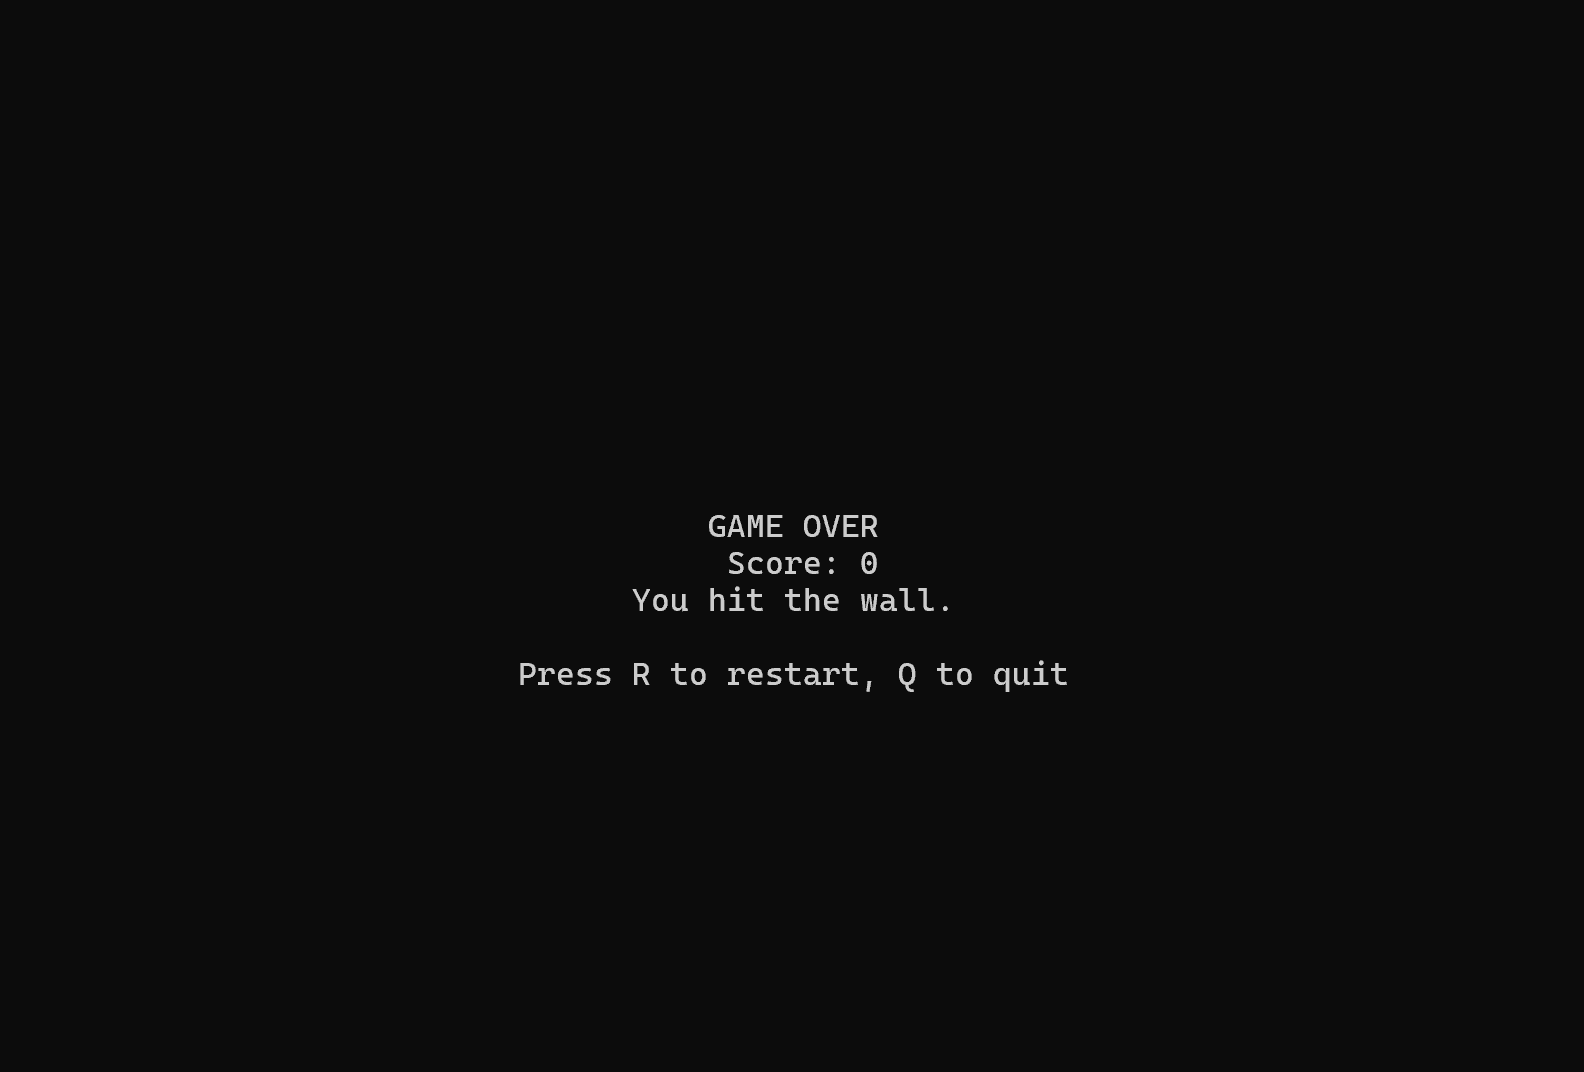 GAME OVER
Score: 0
You hit the wall.
Press R to restart, Q to quit